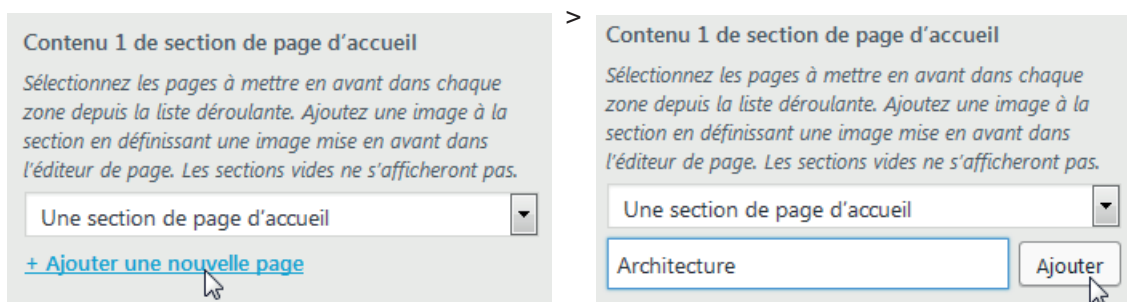 Contenu 1 de section de page d’accueil
Sélectionnez les pages à mettre en avant dans chaque
zone depuis la liste déroulante. Ajoutez une image à la
section en définissant une image mise en avant dans
l’éditeur de page. Les sections vides ne s’afficheront pas.
Une section de page d’accueil
+ Ajouter une nouvelle page
>
Contenu 1 de section de page d’accueil
Sélectionnez les pages à mettre en avant dans chaque
zone depuis la liste déroulante. Ajoutez une image à la
section en définissant une image mise en avant dans
l’éditeur de page. Les sections vides ne s’afficheront pas.
Une section de page d’accueil
Architecture
Ajouter